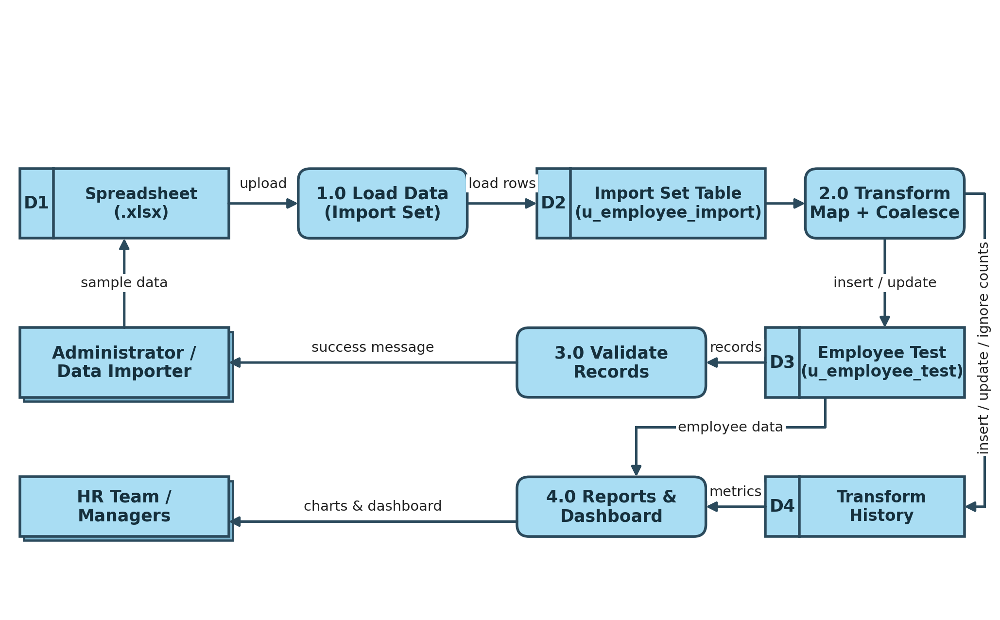 D1
Spreadsheet
(.xlsx)
upload
1.0 Load Data
(Import Set)
load rows
D2
Import Set Table
(u_employee_import)
2.0 Transform
Map + Coalesce
sample data
insert / update
insert / update / ignore counts
Administrator /
Data Importer
success message
3.0 Validate
Records
records
D3
Employee Test
(u_employee_test)
employee data
HR Team /
Managers
charts & dashboard
4.0 Reports &
Dashboard
metrics
D4
Transform
History